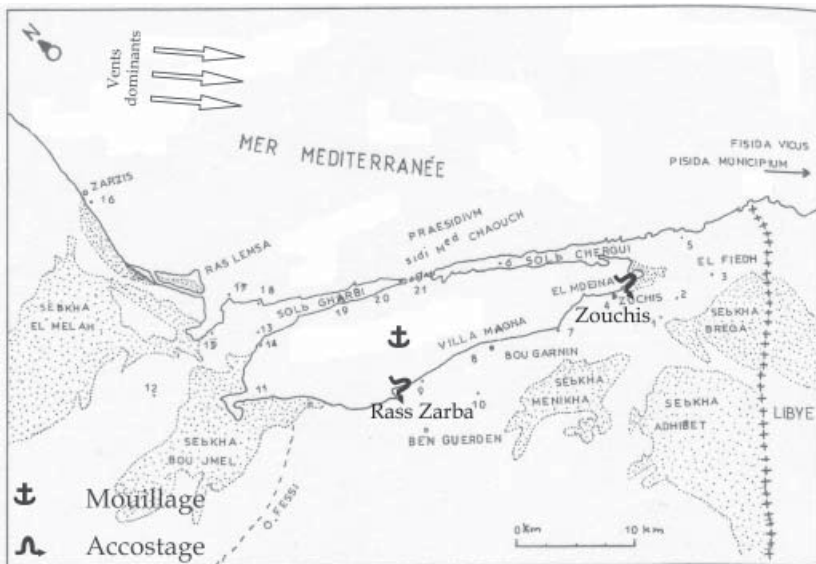 N
Vents
dominants
MER MEDITERRANÉE
FISIDA VICUS
PISIDA MUNICIPIUM
ZARZIS
16
RAS LEMSA
PRAESIDIVM
Sidi Med CHAOUCH
SOLb CHERGUI
6
5
EL FIEDH
3
SOLb GHARBI
17
18
19
20
21
EL MDEINA
ZOUCHIS
4
2
1
Zouchis
SEbKHA
EL MELAH
SEbKHA
BREGA
13
14
15
VILLA MAGNA
7
8
BOU GARNIN
12
11
9
10
Rass Zarba
SEbKHA
MENIKHA
SEbKHA
ADHIBET
LIBYE
BEN GUERDEN
SEbKHA
BOU JMEL
O.FESSI
Mouillage
Accostage
0 km
10 km